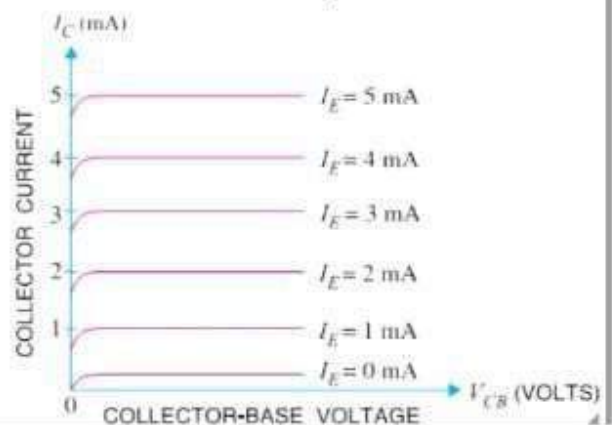 I_C (mA)
5
I_E = 5 mA
4
I_E = 4 mA
3
I_E = 3 mA
2
I_E = 2 mA
1
I_E = 1 mA
I_E = 0 mA
COLLECTOR CURRENT
0
V_CB (VOLTS)
COLLECTOR-BASE VOLTAGE